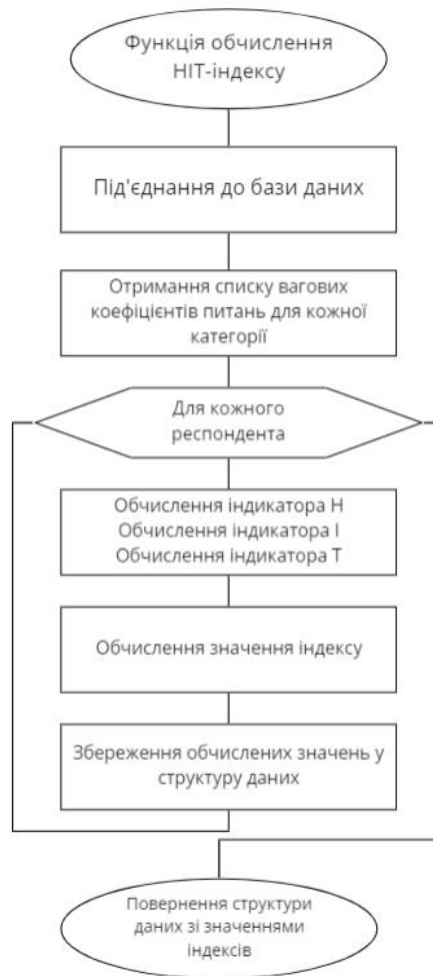 Функція обчислення
HIT-індексу
Під'єднання до бази даних
Отримання списку вагових
коефіцієнтів питань для кожної
категорії
Для кожного
респондента
Обчислення індикатора H
Обчислення індикатора I
Обчислення індикатора T
Обчислення значення індексу
Збереження обчислених значень у
структуру даних
Повернення структури
даних зі значеннями
індексів